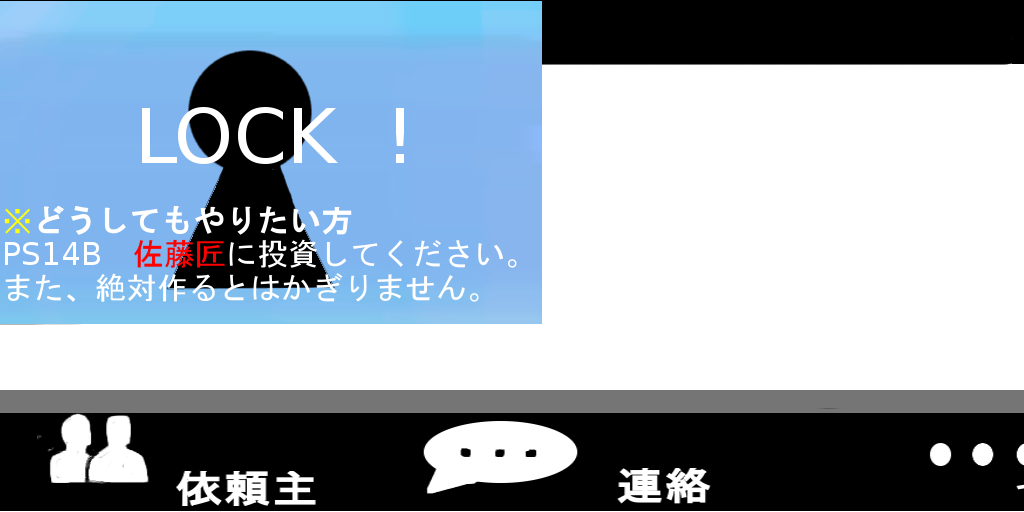 LOCK !
※どうしてもやりたい方
PS14B 佐藤匠に投資してください。
また、絶対作るとはかぎりません。
依頼主
連絡